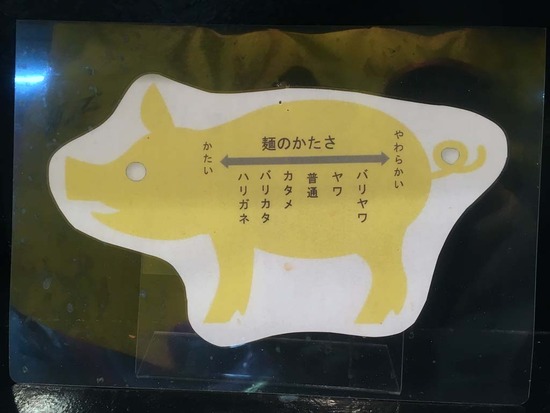 麺のかたさ
かたい
やわらかい
ハリガネ
バリカタ
カタメ
普通
ヤワ
バリヤワ